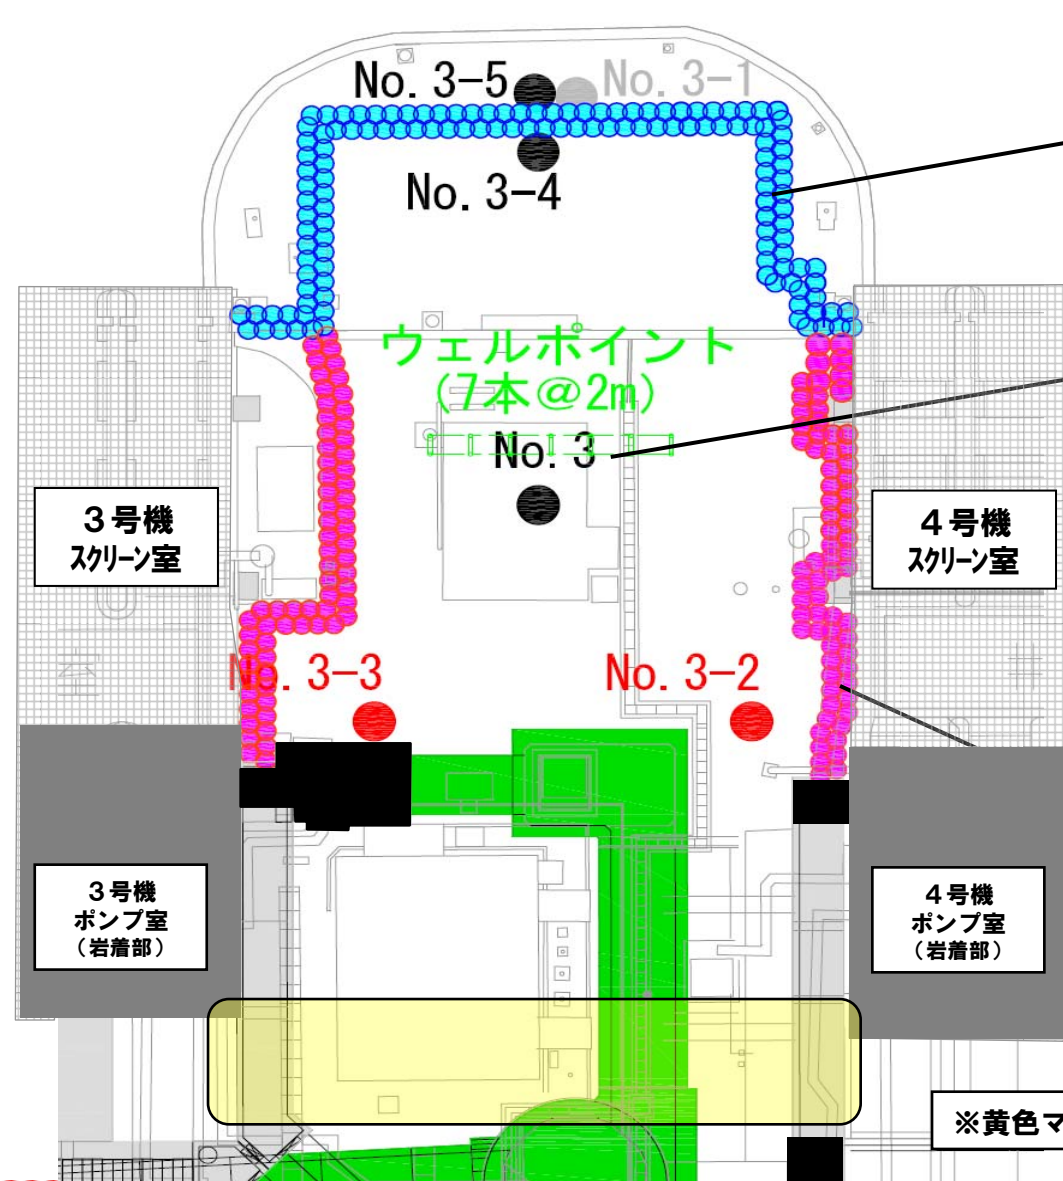 No. 3-5
No. 3-1
No. 3-4
ウェルポイント
(7本@2m)
No. 3
３号機
スクリーン室
４号機
スクリーン室
No. 3-3
No. 3-2
３号機
ポンプ室
（岩着部）
４号機
ポンプ室
（岩着部）
※黄色マ